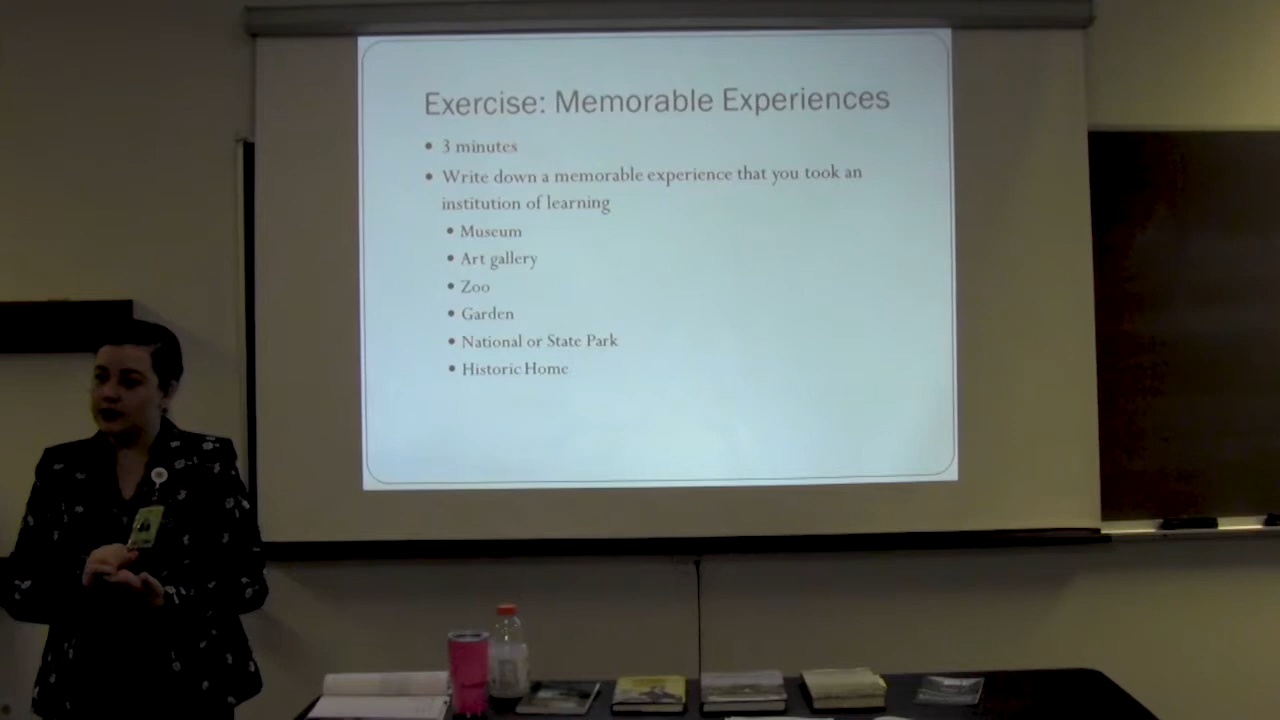 Exercise: Memorable Experiences
• 3 minutes
• Write down a memorable experience that you took an
institution of learning
• Museum
• Art gallery
• Zoo
• Garden
• National or State Park
• Historic Home